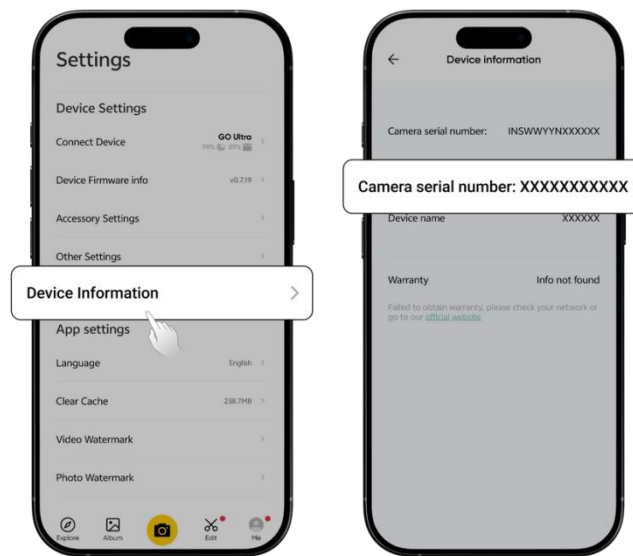 Settings
Device Settings
Connect Device
GO Ultra
99% 89%
Device Firmware info v0.7.19
Accessory Settings
Other Settings
Device Information
App settings
Language English
Clear Cache 238.7MB
Video Watermark
Photo Watermark
Explore Album Edit Me
Device information
Camera serial number: INSWWYYNXXXXXX
Camera serial number: XXXXXXXXXXX
Device name XXXXXX
Warranty Info not found
Failed to obtain warranty, please check your network or
go to our official website